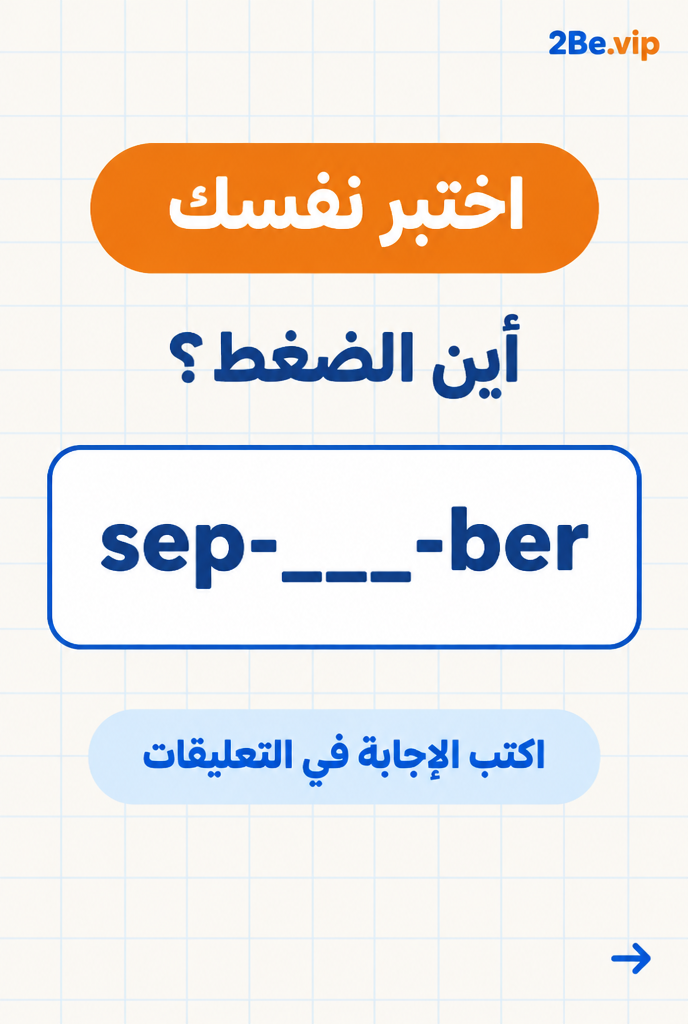 2Be.vip
اختبر نفسك
أين الضغط؟
sep-___-ber
اكتب الإجابة في التعليقات
→